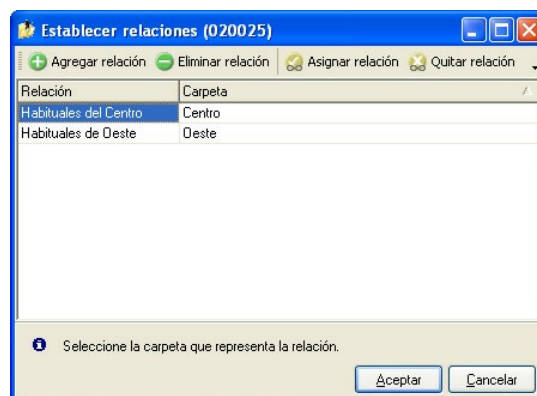 Establecer relaciones (020025)
Agregar relación Eliminar relación Asignar relación Quitar relación
Relación Carpeta
Habituales del Centro Centro
Habituales de Oeste Oeste
Seleccione la carpeta que representa la relación.
Aceptar Cancelar